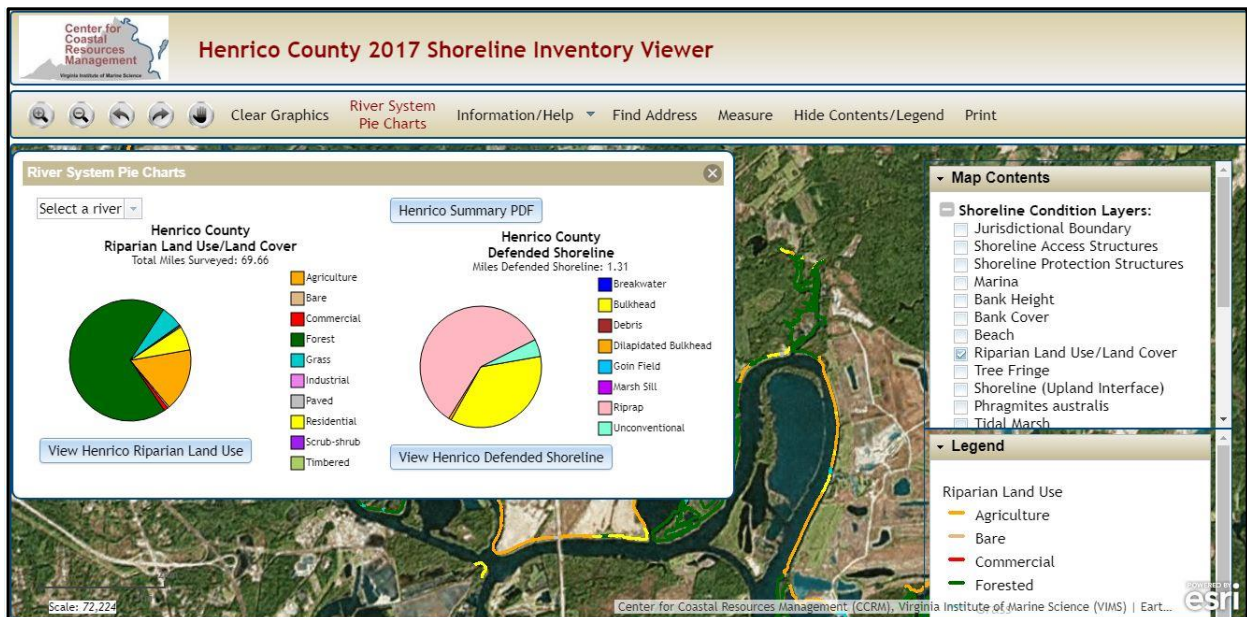 Center for
Coastal
Resources
Management
Virginia Institute of Marine Science
Henrico County 2017 Shoreline Inventory Viewer
Clear Graphics
River System
Pie Charts
Information/Help
Find Address
Measure
Hide Contents/Legend
Print
River System Pie Charts
Select a river
Henrico Summary PDF
Henrico County
Riparian Land Use/Land Cover
Total Miles Surveyed: 69.66
Agriculture
Bare
Commercial
Forest
Grass
Industrial
Paved
Residential
Scrub-shrub
Timbered
View Henrico Riparian Land Use
Henrico County
Defended Shoreline
Miles Defended Shoreline: 1.31
Breakwater
Bulkhead
Debris
Dilapidated Bulkhead
Goin Field
Marsh Sill
Riprap
Unconventional
View Henrico Defended Shoreline
Map Contents
Shoreline Condition Layers:
Jurisdictional Boundary
Shoreline Access Structures
Shoreline Protection Structures
Marina
Bank Height
Bank Cover
Beach
Riparian Land Use/Land Cover
Tree Fringe
Shoreline (Upland Interface)
Phragmites australis
Tidal Marsh
Legend
Riparian Land Use
Agriculture
Bare
Commercial
Forested
Scale: 72,224
Center for Coastal Resources Management (CCRM), Virginia Institute of Marine Science (VIMS) | Eart...
POWERED BY
esri